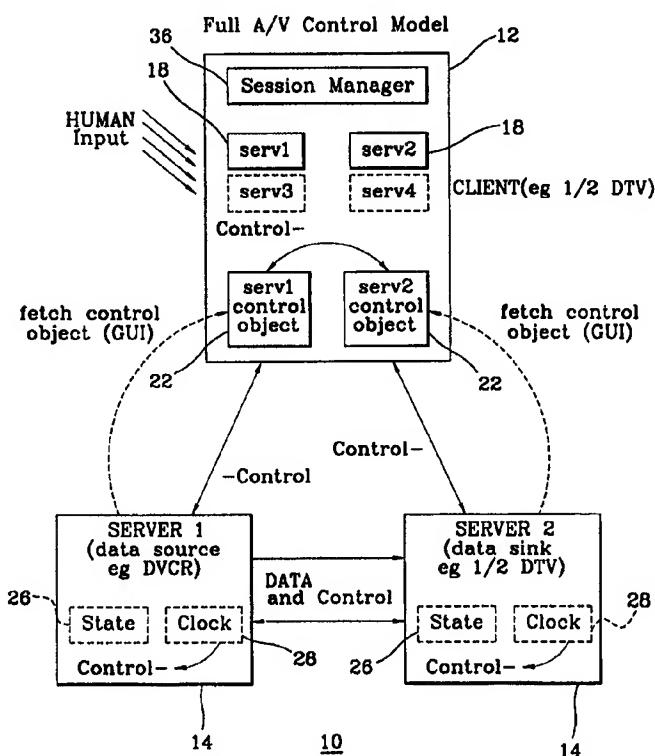 Full A/V Control Model
36
12
Session Manager
18
HUMAN
Input
18
serv1
serv2
serv3
serv4
CLIENT(eg 1/2 DTV)
Control-
serv1
control
object
serv2
control
object
fetch control
object (GUI)
fetch control
object (GUI)
22
22
Control-
-Control
SERVER 1
(data source
eg DVCR)
SERVER 2
(data sink
eg 1/2 DTV)
DATA
and Control
26
State
Clock
28
State
Clock
28
26
Control-
Control-
14
10
14